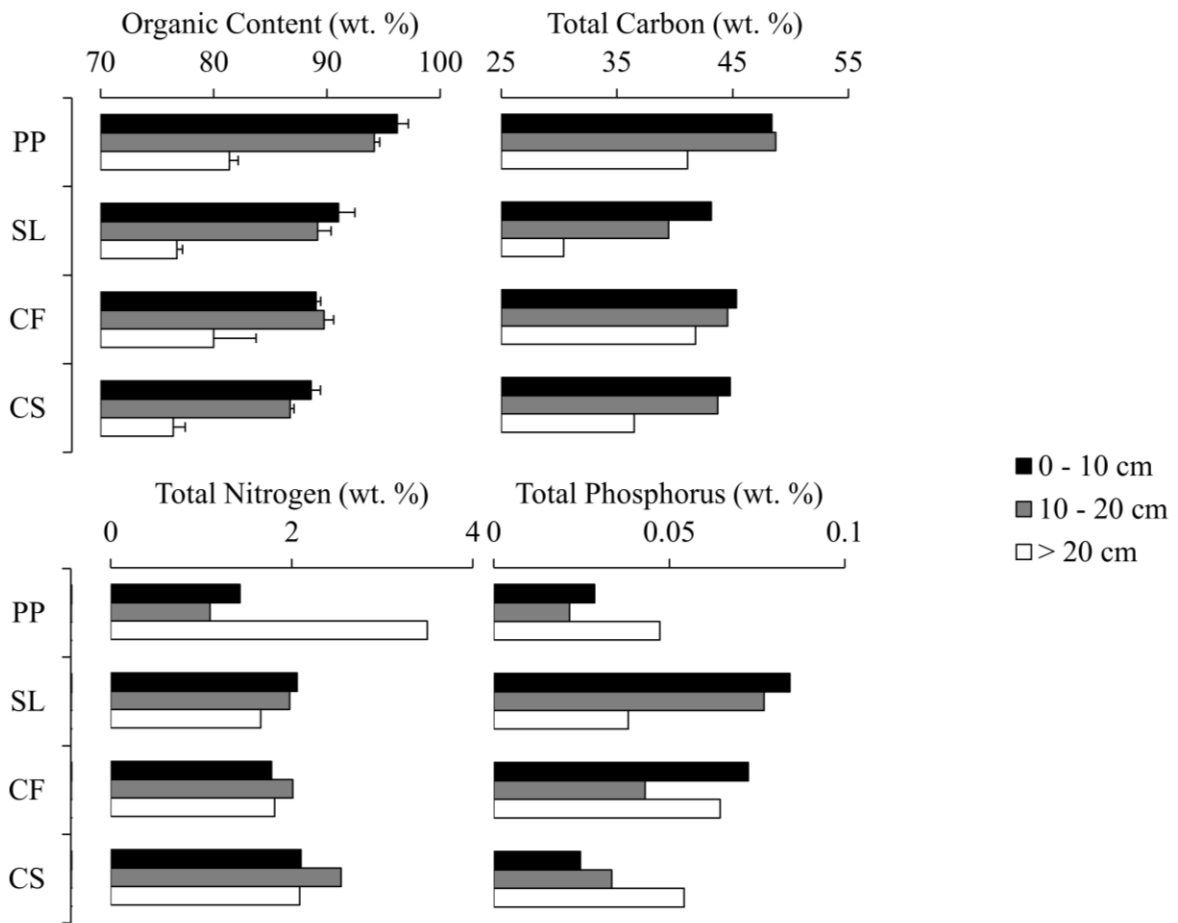 Organic Content (wt. %)
70 80 90 100
Total Carbon (wt. %)
25 35 45 55
PP
SL
CF
CS
0 - 10 cm
10 - 20 cm
> 20 cm
Total Nitrogen (wt. %)
0 2 4
Total Phosphorus (wt. %)
0 0.05 0.1
PP
SL
CF
CS